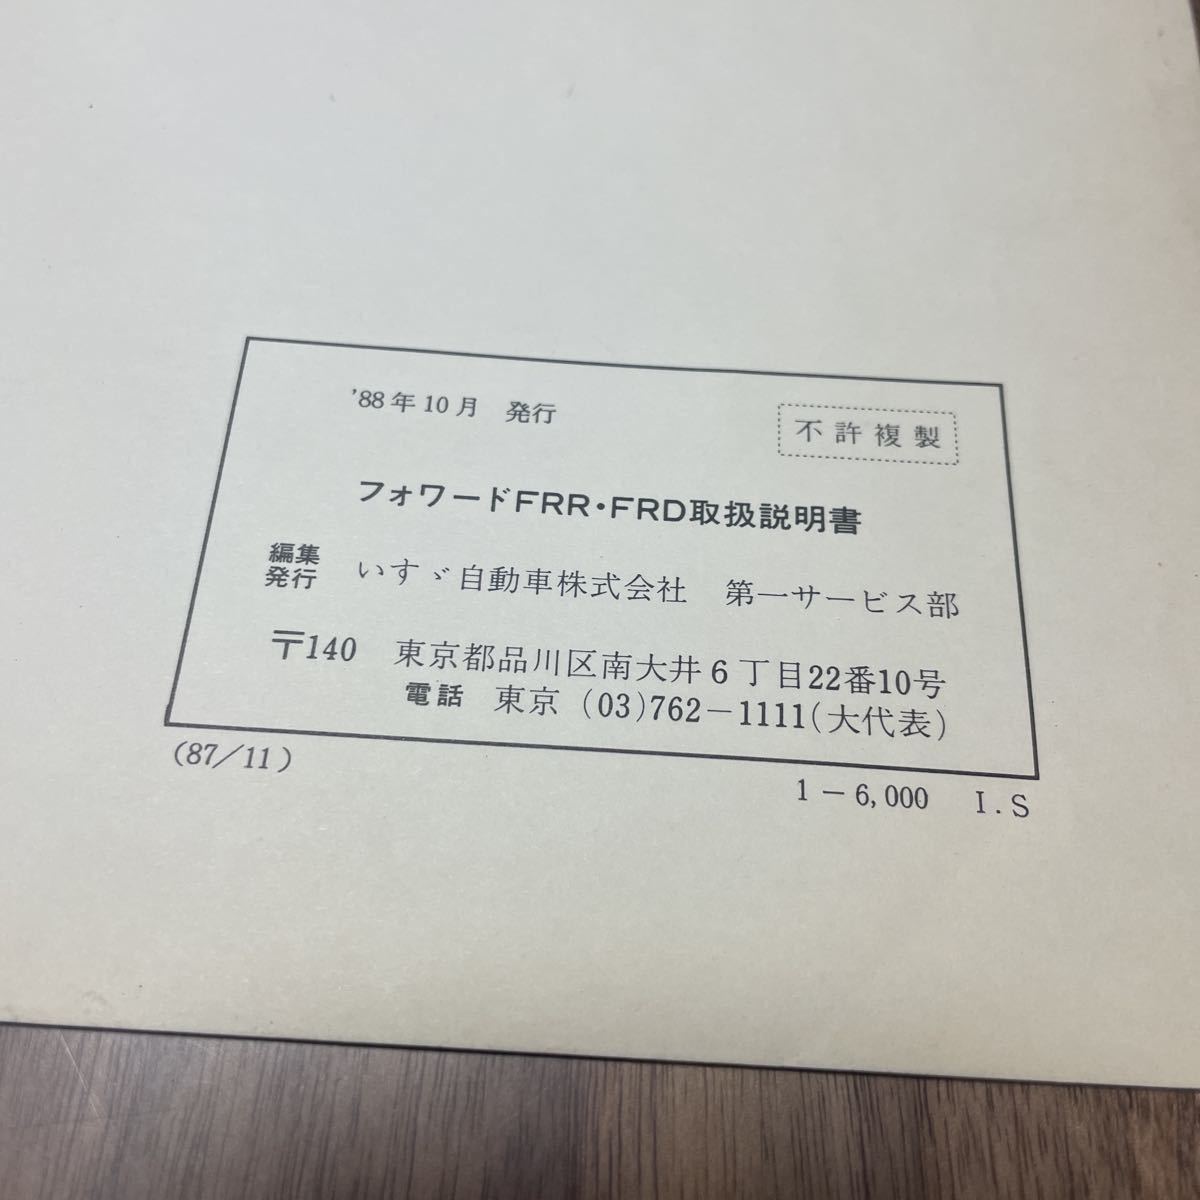 '88年10月 発行
不許複製
フォワードFRR・FRD取扱説明書
編集
発行
いすゞ自動車株式会社 第一サービス部
〒140 東京都品川区南大井6丁目22番10号
電話 東京 (03)762-1111(大代表)
(87/11)
1-6,000 I.S